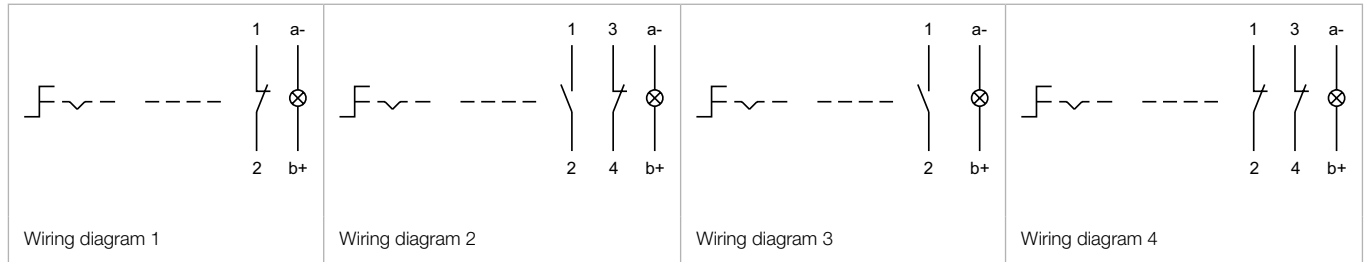 1 a-
2 b+
Wiring diagram 1
1 3 a-
2 4 b+
Wiring diagram 2
1 a-
2 b+
Wiring diagram 3
1 3 a-
2 4 b+
Wiring diagram 4